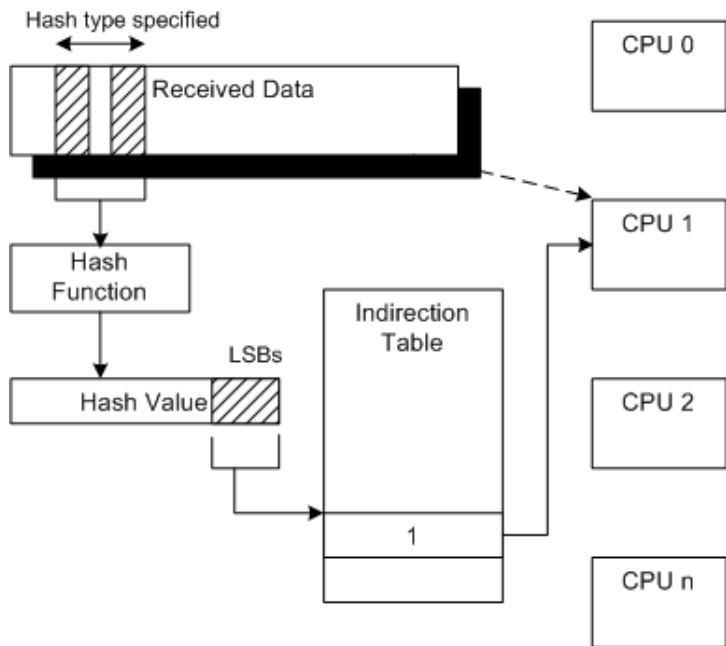 Hash type specified
Received Data
Hash
Function
LSBs
Hash Value
Indirection
Table
1
CPU 0
CPU 1
CPU 2
CPU n